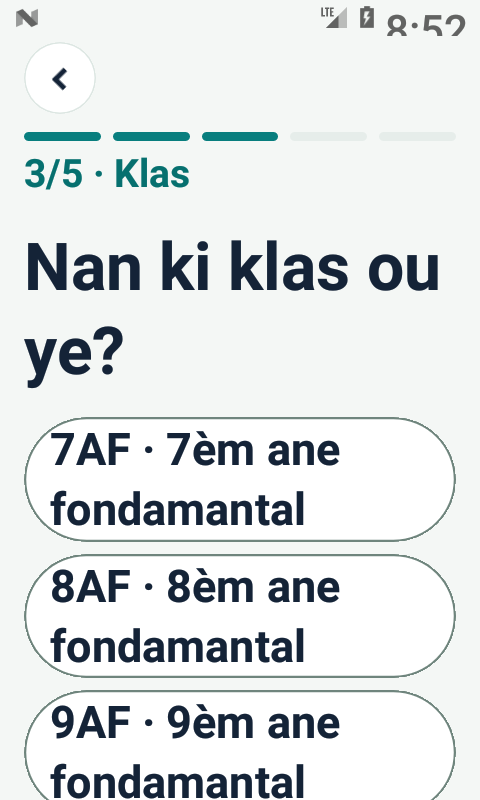 LTE 8:52
3/5 · Klas
Nan ki klas ou
ye?
7AF · 7èm ane
fondamantal
8AF · 8èm ane
fondamantal
9AF · 9èm ane
fondamantal